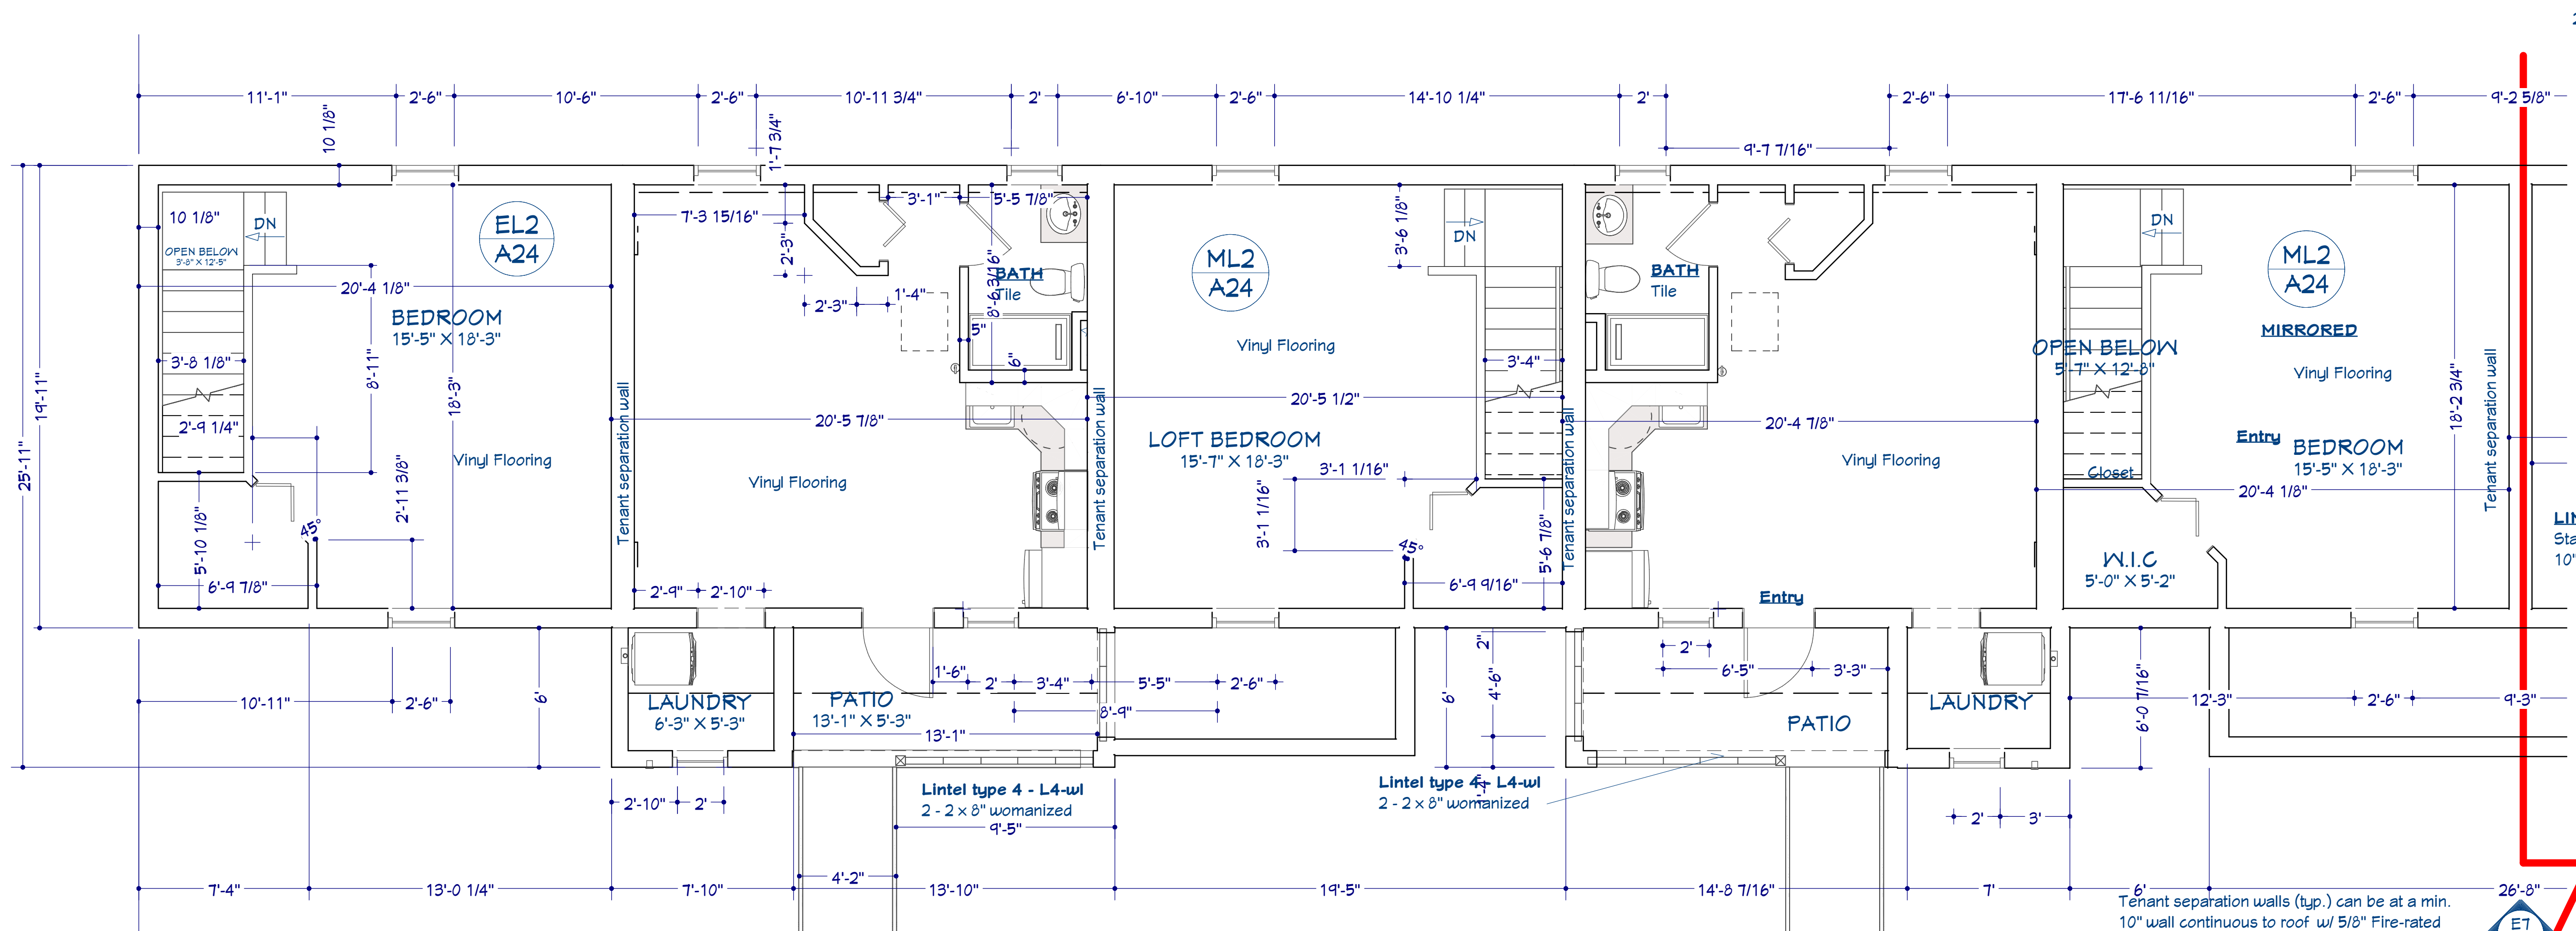 11'-1"
2'-6"
10'-6"
2'-6"
10'-11 3/4"
2'
6'-10"
2'-6"
14'-10 1/4"
2'
2'-6"
17'-6 11/16"
2'-6"
9'-2 5/8"
10 1/8"
1'-7 3/4"
9'-7 7/16"
25'-11"
19'-11"
10 1/8"
DN
OPEN BELOW
3'-8" X 12'-5"
EL2
A24
20'-4 1/8"
BEDROOM
15'-5" X 18'-3"
3'-8 1/8"
8'-11"
18'-3"
2'-9 1/4"
Vinyl Flooring
2'-11 3/8"
45°
5'-10 1/8"
6'-9 7/8"
Tenant separation wall
7'-3 15/16"
3'-1"
5'-5 7/8"
2'-3"
2'-3"
1'-4"
8'-6 3/16"
BATH
Tile
5"
6"
20'-5 7/8"
Vinyl Flooring
2'-9"
2'-10"
Tenant separation wall
ML2
A24
3'-6 1/8"
DN
Vinyl Flooring
3'-4"
20'-5 1/2"
LOFT BEDROOM
15'-7" X 18'-3"
3'-1 1/16"
3'-1 1/16"
45°
5'-6 7/8"
6'-9 9/16"
Tenant separation wall
BATH
Tile
20'-4 7/8"
Vinyl Flooring
Entry
DN
ML2
A24
MIRRORED
OPEN BELOW
5'-7" X 12'-8"
Vinyl Flooring
18'-2 3/4"
Tenant separation wall
Entry
BEDROOM
15'-5" X 18'-3"
Closet
20'-4 1/8"
W.I.C
5'-0" X 5'-2"
LIN
Sta
10"
10'-11"
2'-6"
6'
LAUNDRY
6'-3" X 5'-3"
PATIO
13'-1" X 5'-3"
1'-6"
2'
3'-4"
5'-5"
2'-6"
8'-9"
13'-1"
6'
2"
4'-6"
1'-4"
2'
6'-5"
3'-3"
PATIO
LAUNDRY
6'-0 7/16"
12'-3"
2'-6"
9'-3"
2'-10"
2'
Lintel type 4 - L4-wl
2 - 2 x 8" womanized
9'-5"
Lintel type 4 - L4-wl
2 - 2 x 8" womanized
2'
3'
7'-4"
13'-0 1/4"
7'-10"
4'-2"
13'-10"
19'-5"
14'-8 7/16"
7'
6'
26'-8"
Tenant separation walls (typ.) can be at a min.
10" wall continuous to roof w/ 5/8" Fire-rated
E7